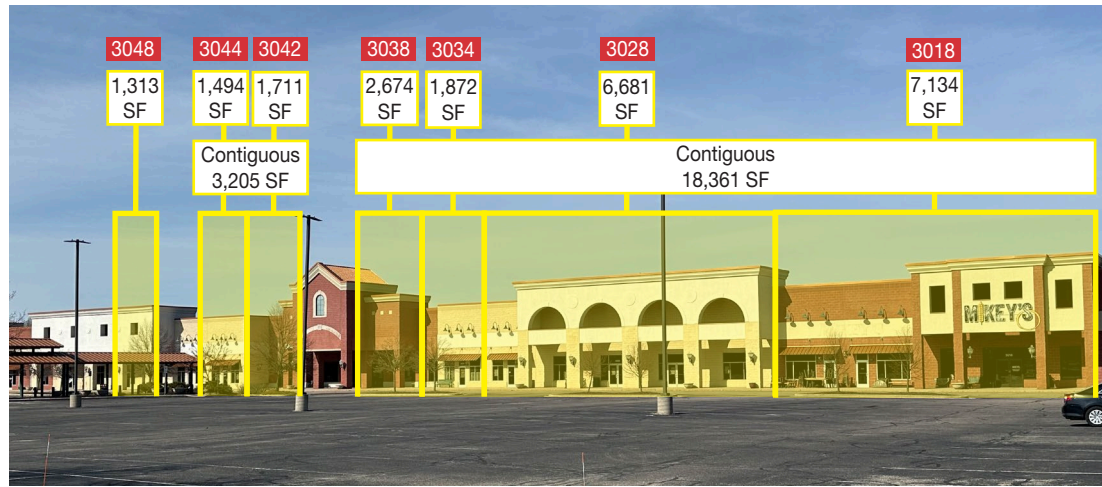 3048
3044
3042
3038
3034
3028
3018
1,313
SF
1,494
SF
1,711
SF
2,674
SF
1,872
SF
6,681
SF
7,134
SF
Contiguous
3,205 SF
Contiguous
18,361 SF
MIKEY'S